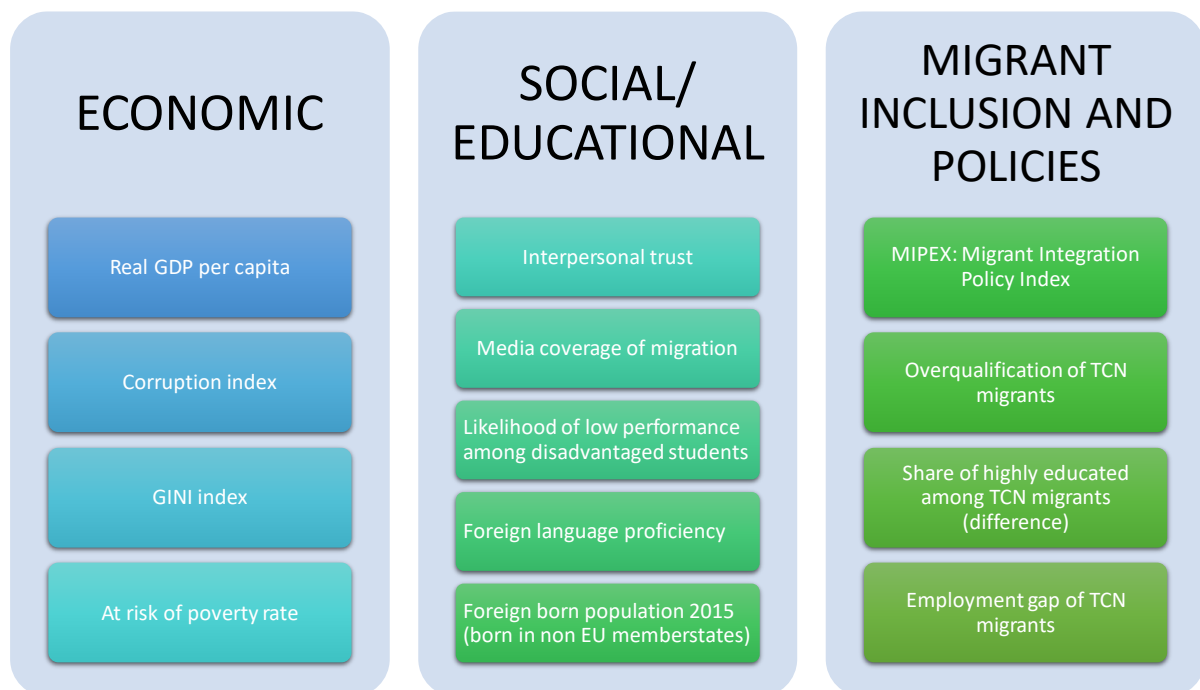 ECONOMIC
Real GDP per capita
Corruption index
GINI index
At risk of poverty rate
SOCIAL/
EDUCATIONAL
Interpersonal trust
Media coverage of migration
Likelihood of low performance
among disadvantaged students
Foreign language proficiency
Foreign born population 2015
(born in non EU memberstates)
MIGRANT
INCLUSION AND
POLICIES
MIPEX: Migrant Integration
Policy Index
Overqualification of TCN
migrants
Share of highly educated
among TCN migrants
(difference)
Employment gap of TCN
migrants